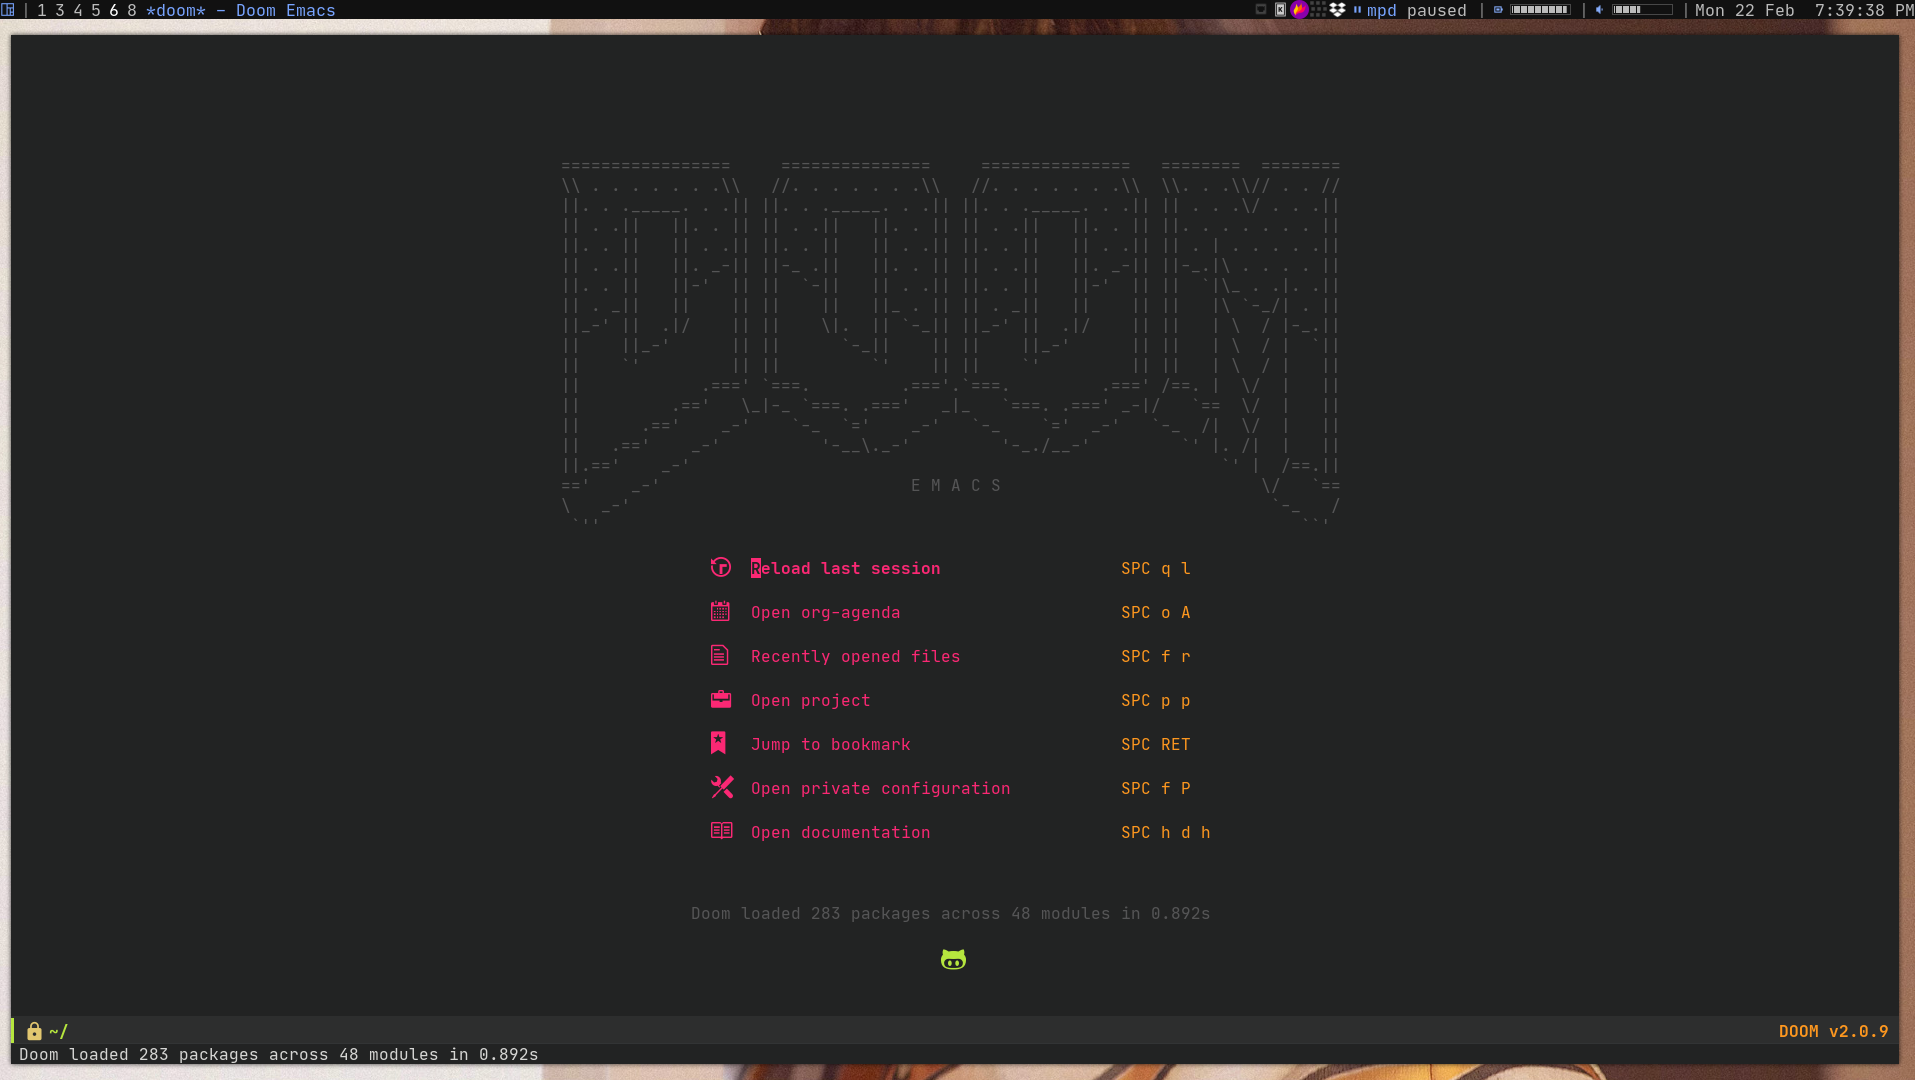 1 3 4 5 6 8 *doom* - Doom Emacs
mpd paused
Mon 22 Feb 7:39:38 PM
E M A C S
Reload last session SPC q l
Open org-agenda SPC o A
Recently opened files SPC f r
Open project SPC p p
Jump to bookmark SPC RET
Open private configuration SPC f P
Open documentation SPC h d h
Doom loaded 283 packages across 48 modules in 0.892s
~/ DOOM v2.0.9
Doom loaded 283 packages across 48 modules in 0.892s